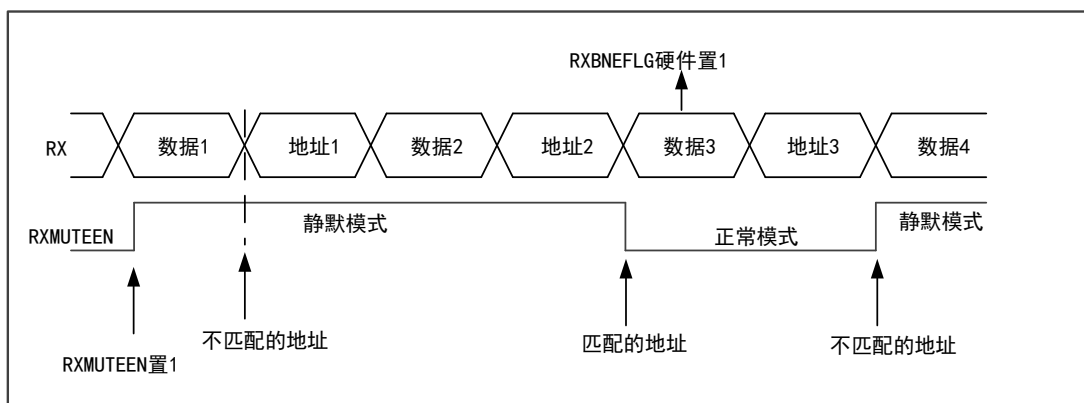 RXBNEFLG硬件置1
RX 数据1 地址1 数据2 地址2 数据3 地址3 数据4
RXMUTEEN 静默模式 正常模式 静默模式
不匹配的地址 匹配的地址 不匹配的地址
RXMUTEEN置1